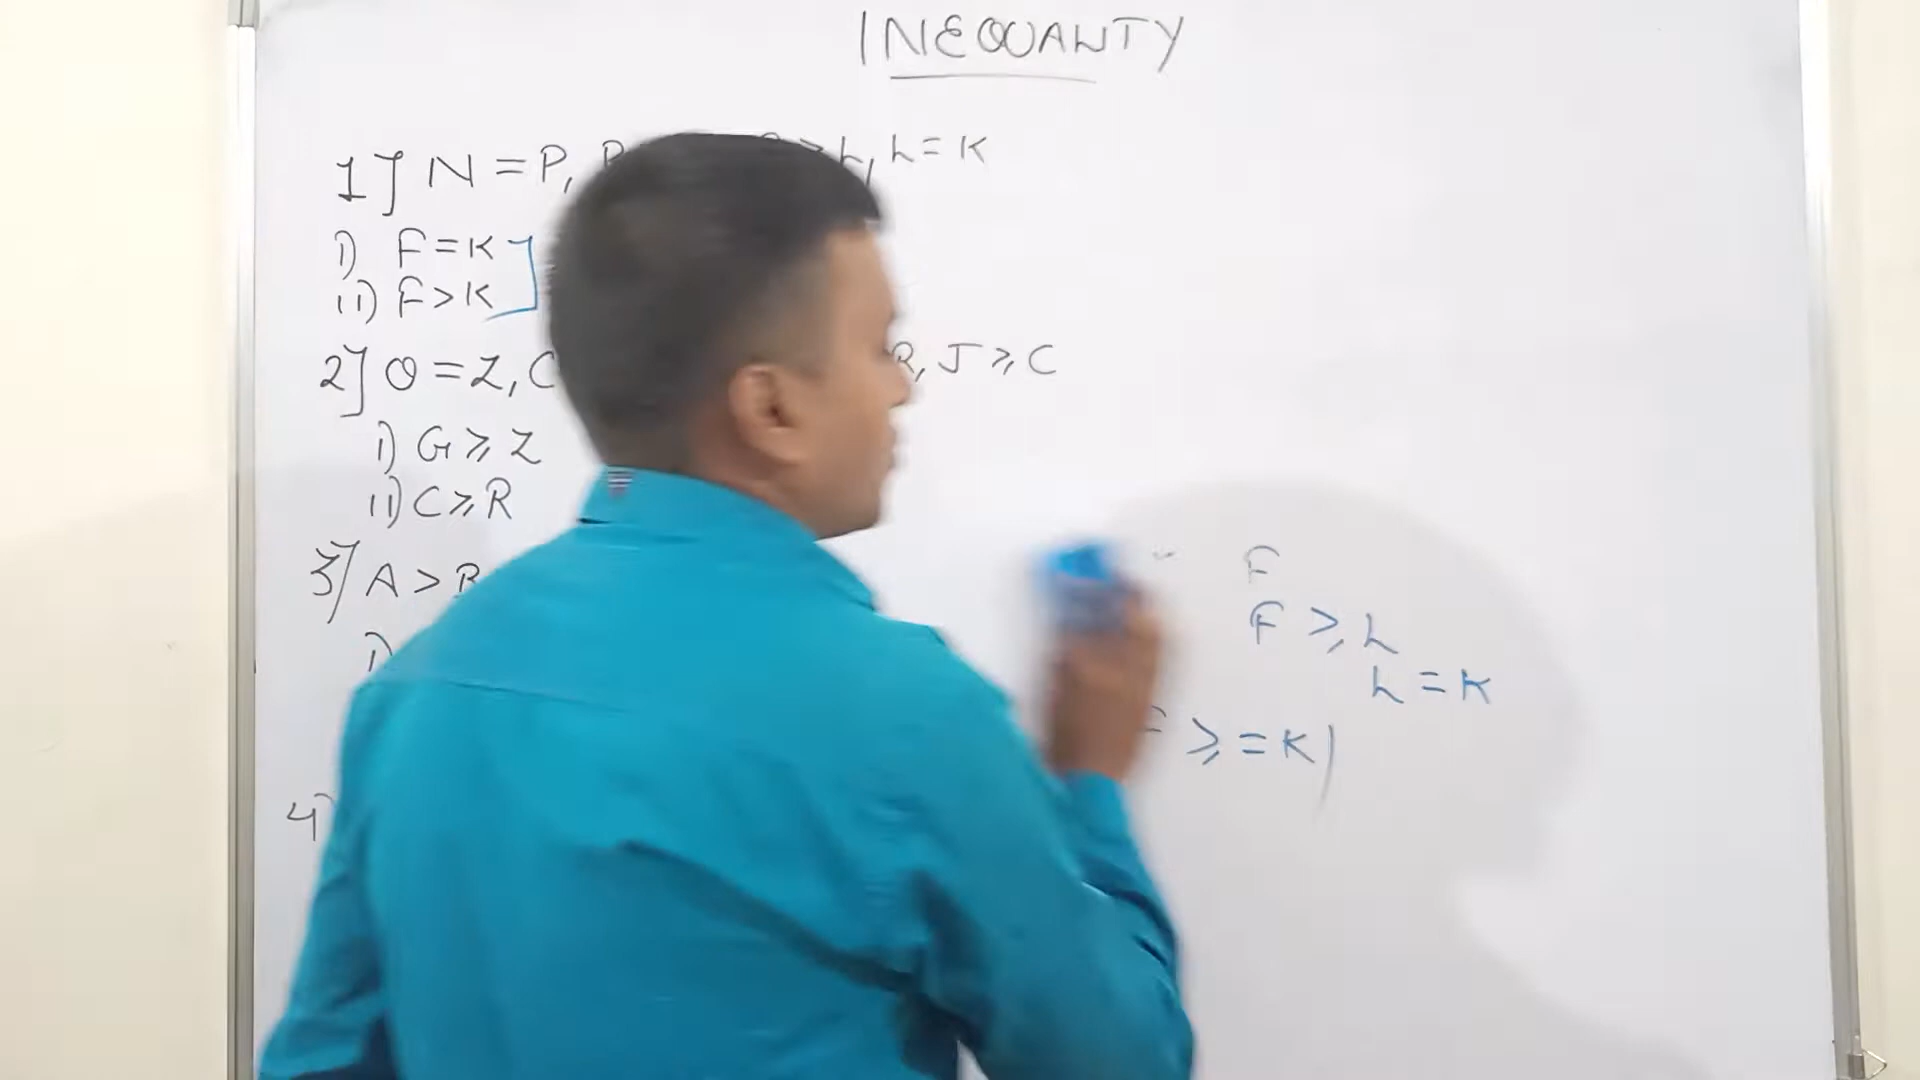 INEQUALITY
1] N = P, P ≥ L, L = K
i) F = K
ii) F > K
2] O = Z, C R, J ≥ C
i) G ≥ Z
ii) C ≥ R
3] A > B
i)
4)
F
F ≥ L
L = K
F ≥ = K